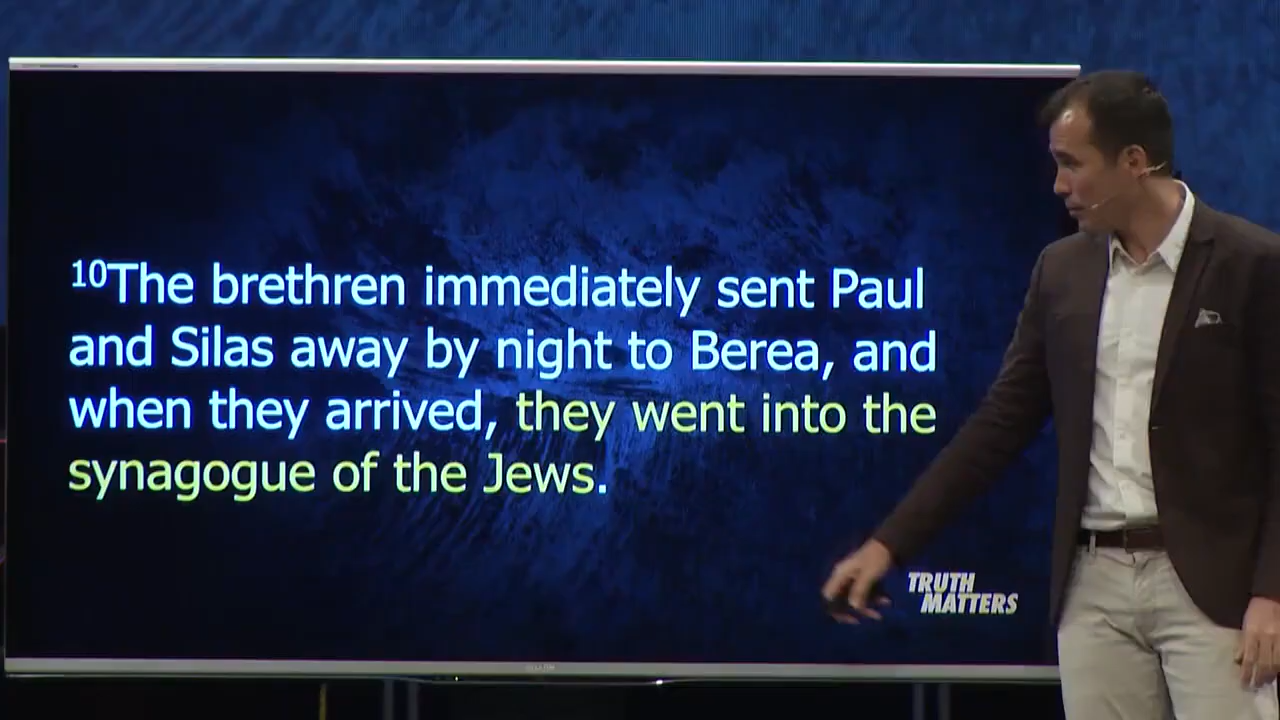 10The brethren immediately sent Paul
and Silas away by night to Berea, and
when they arrived, they went into the
synagogue of the Jews.
TRUTH
MATTERS